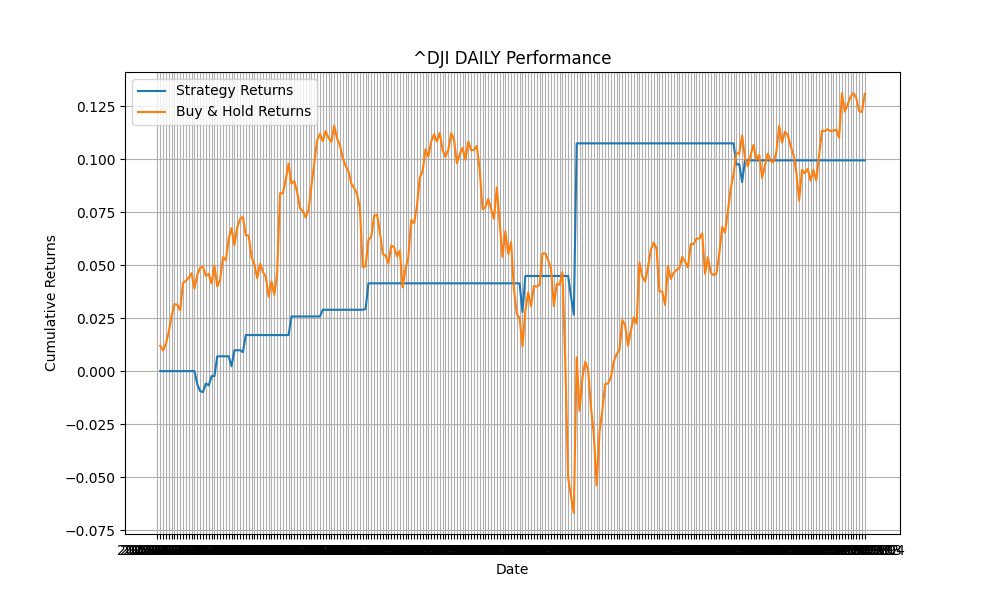 ^DJI DAILY Performance
Strategy Returns
Buy & Hold Returns
0.125
0.100
0.075
0.050
0.025
0.000
−0.025
−0.050
−0.075
Cumulative Returns
Date